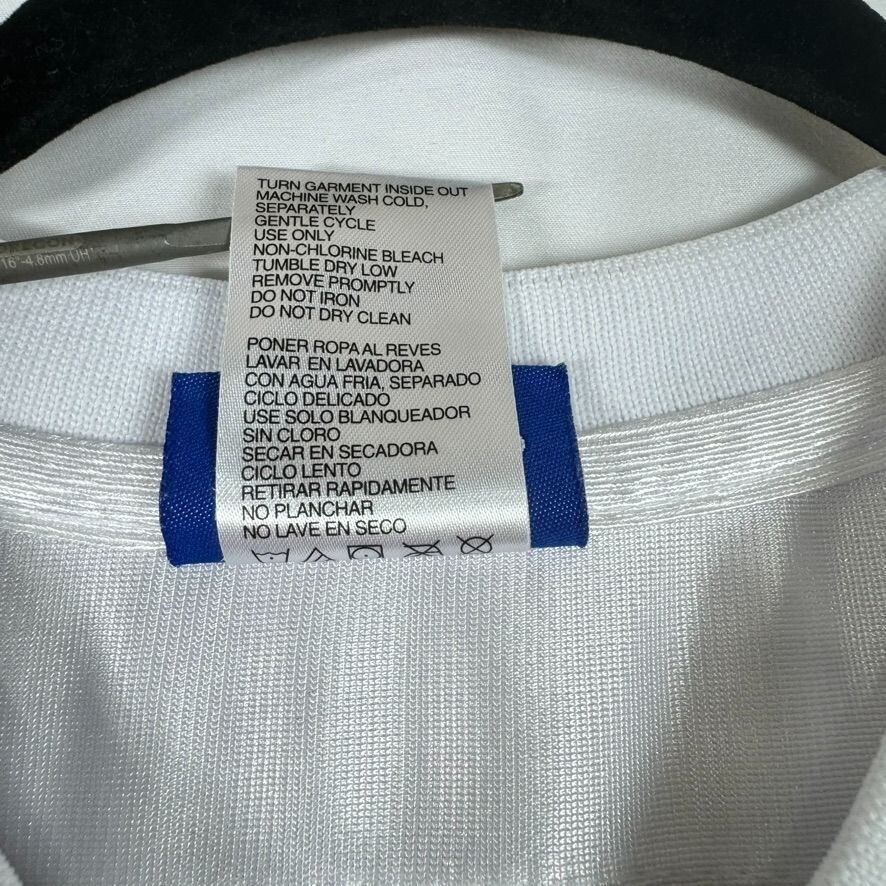 TURN GARMENT INSIDE OUT
MACHINE WASH COLD,
SEPARATELY
GENTLE CYCLE
USE ONLY
NON-CHLORINE BLEACH
TUMBLE DRY LOW
REMOVE PROMPTLY
DO NOT IRON
DO NOT DRY CLEAN
PONER ROPA AL REVES
LAVAR EN LAVADORA
CON AGUA FRIA, SEPARADO
CICLO DELICADO
USE SOLO BLANQUEADOR
SIN CLORO
SECAR EN SECADORA
CICLO LENTO
RETIRAR RAPIDAMENTE
NO PLANCHAR
NO LAVE EN SECO
16"-4.8mm